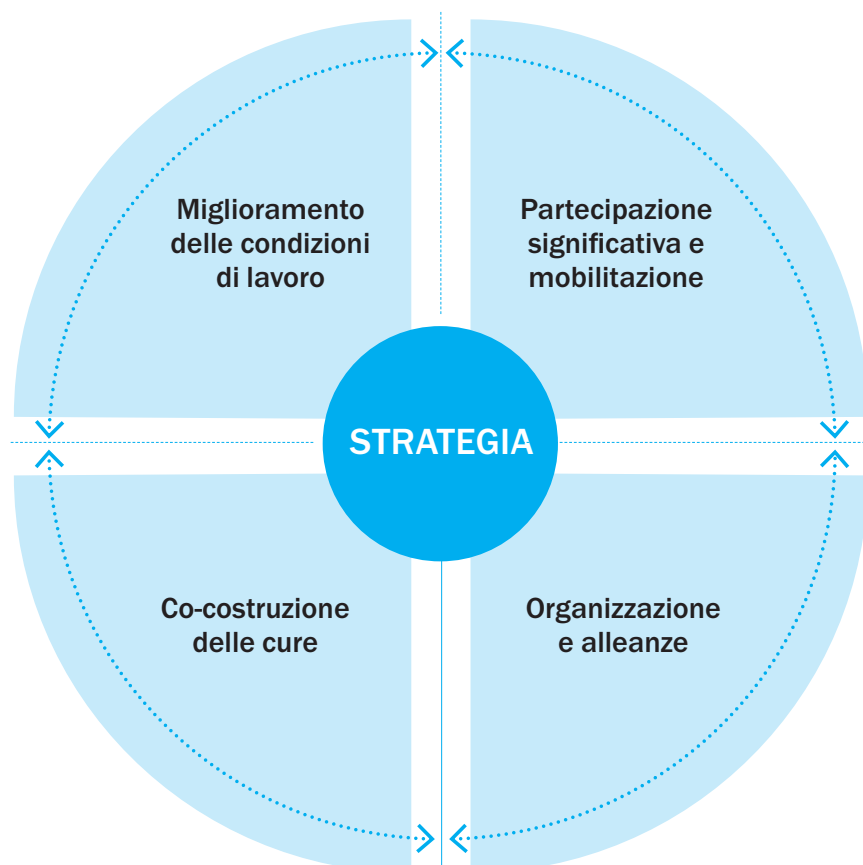 Miglioramento
delle condizioni
di lavoro
Partecipazione
significativa e
mobilitazione
STRATEGIA
Co-costruzione
delle cure
Organizzazione
e alleanze